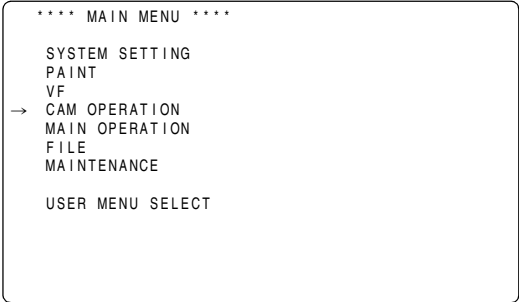 **** MAIN MENU ****
SYSTEM SETTING
PAINT
VF
→ CAM OPERATION
MAIN OPERATION
FILE
MAINTENANCE
USER MENU SELECT